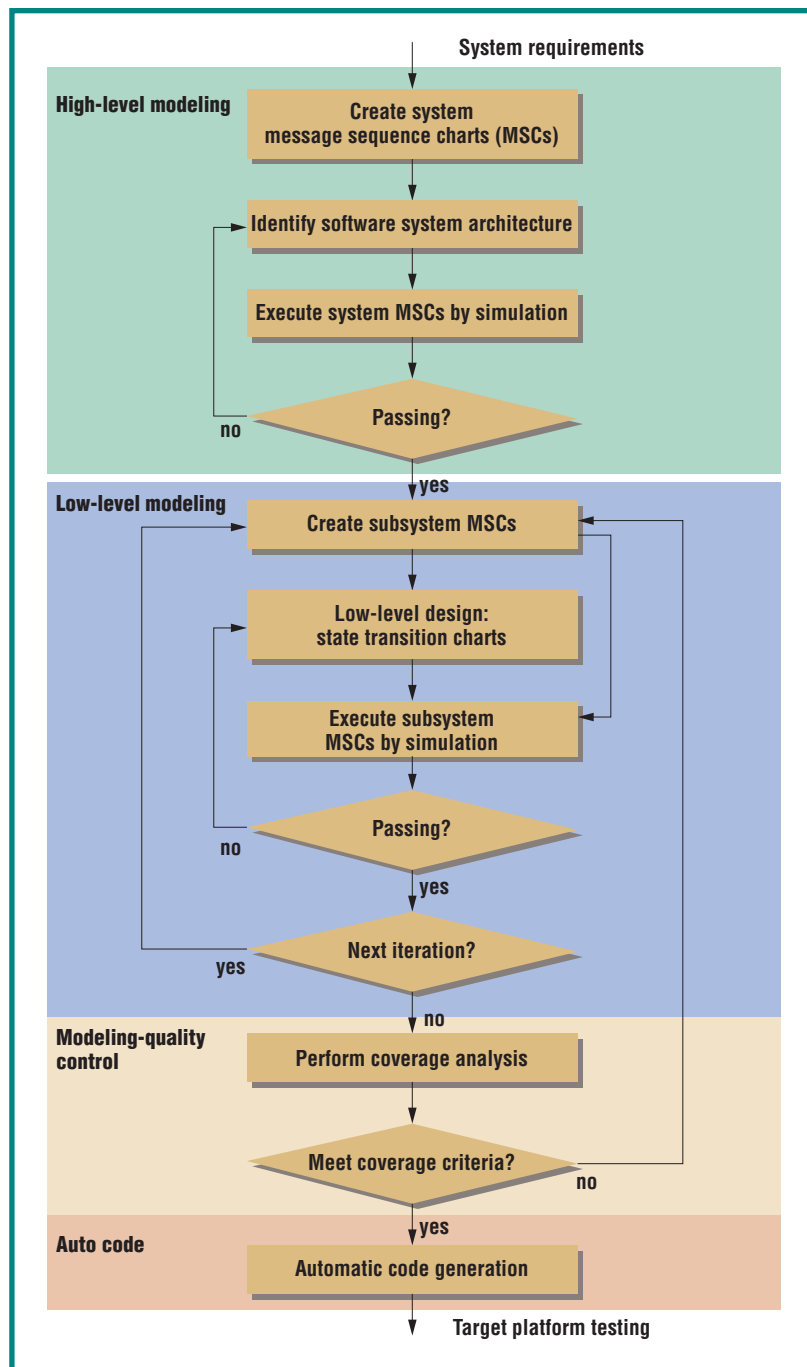 System requirements
High-level modeling
Create system
message sequence charts (MSCs)
Identify software system architecture
Execute system MSCs by simulation
Passing?
no
yes
Low-level modeling
Create subsystem MSCs
Low-level design:
state transition charts
Execute subsystem
MSCs by simulation
Passing?
no
yes
Next iteration?
yes
no
Modeling-quality
control
Perform coverage analysis
Meet coverage criteria?
no
yes
Auto code
Automatic code generation
Target platform testing